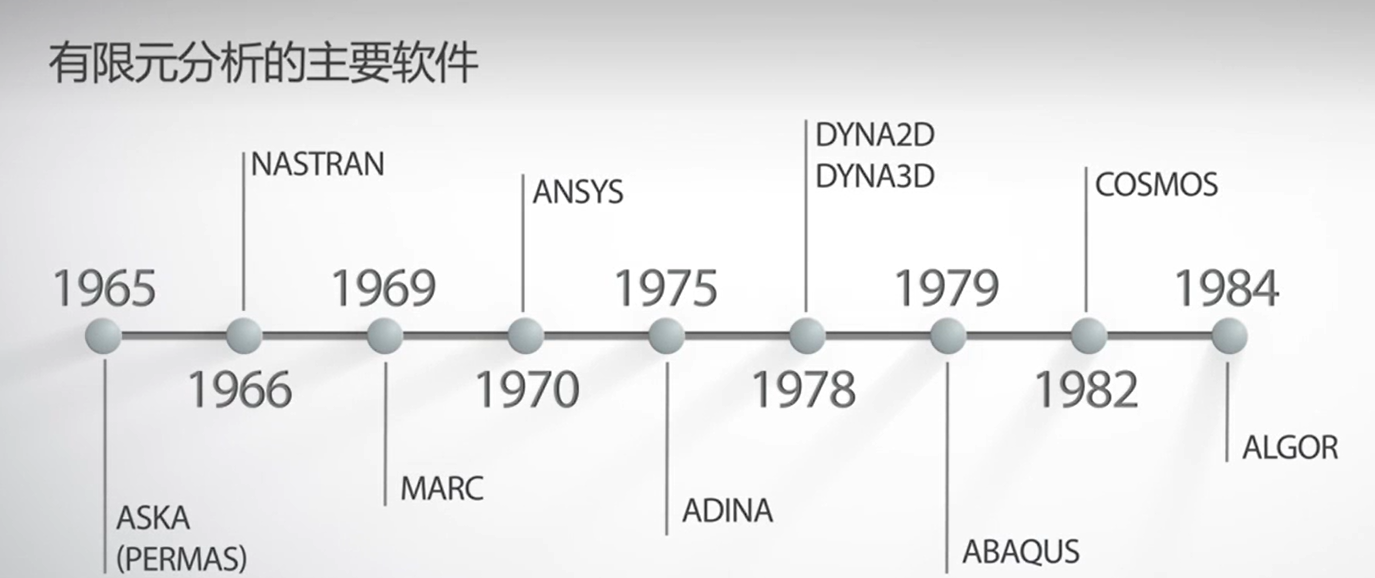 有限元分析的主要软件
DYNA2D
DYNA3D
NASTRAN
ANSYS
COSMOS
1965
1969
1975
1979
1984
1966
1970
1978
1982
ALGOR
MARC
ADINA
ASKA
(PERMAS)
ABAQUS